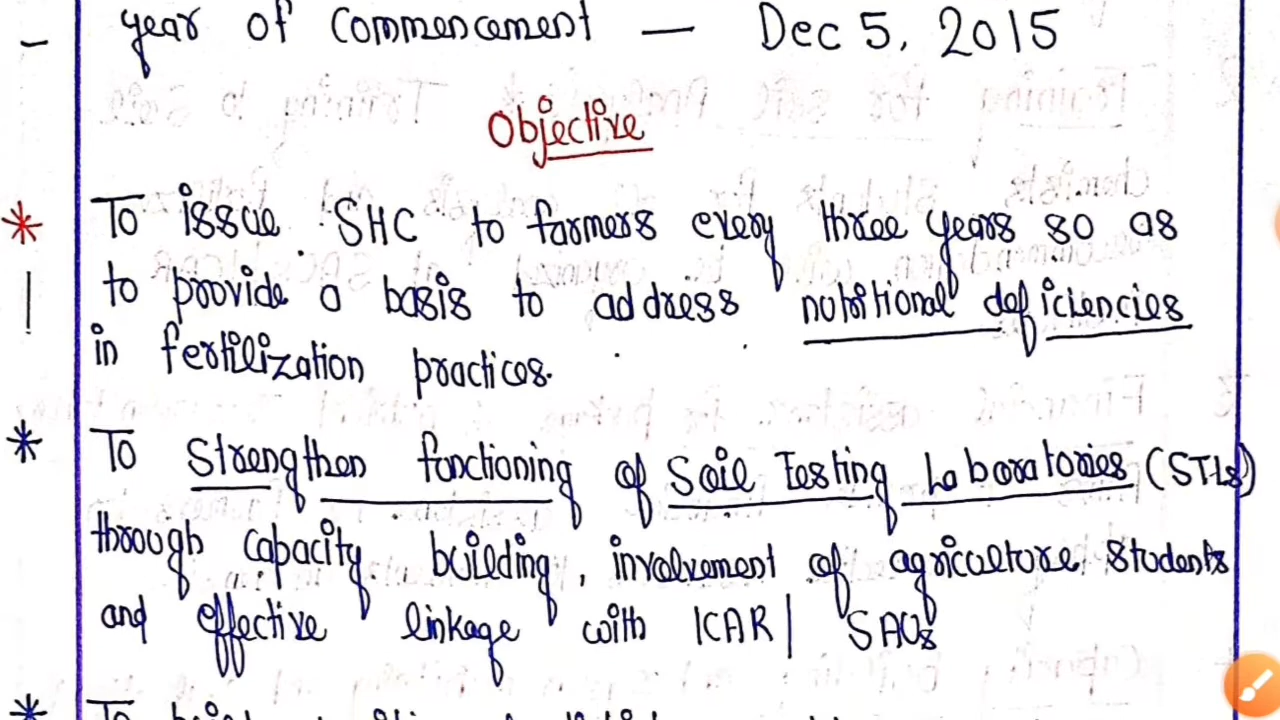 - year of commencement - Dec 5, 2015
Objective
* To issue SHC to farmers every three years so as
to provide a basis to address nutritional deficiencies
in fertilization practices.
* To strengthen functioning of Soil Testing Laboratories (STLs)
through capacity building, involvement of agriculture students
and effective linkage with ICAR| SAUs
* To